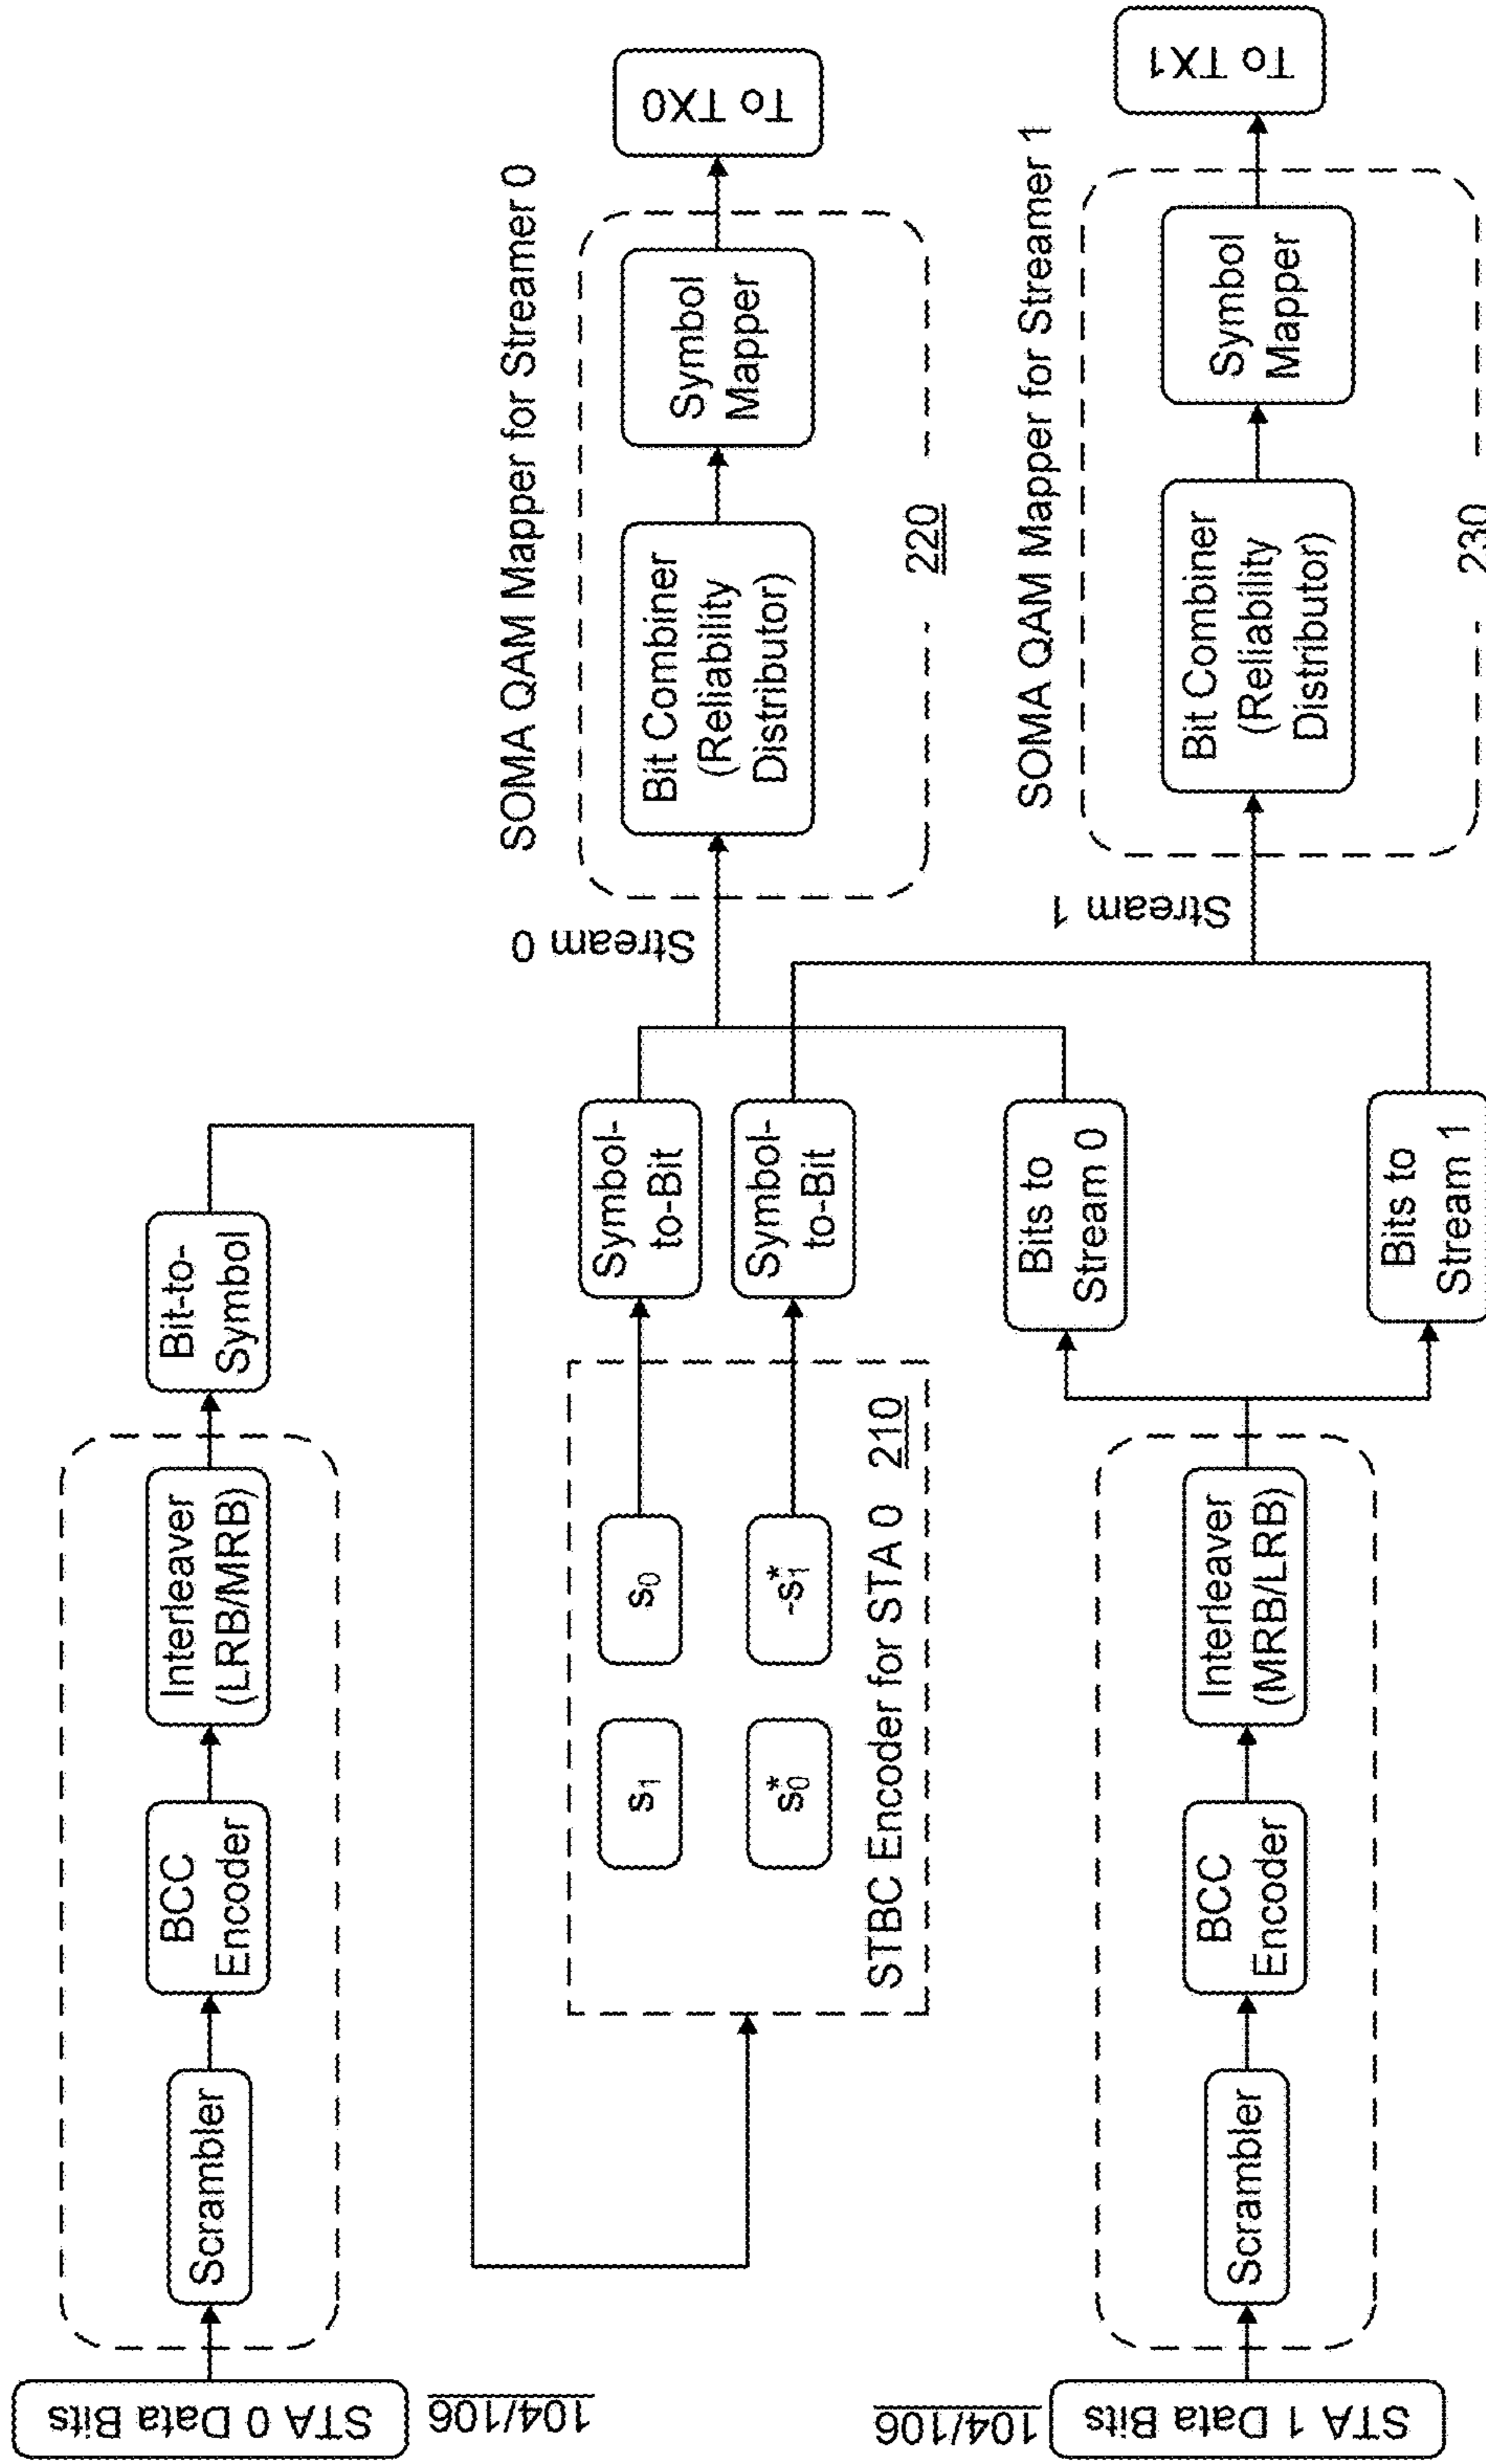 STA 0 Data Bits
104/106
Scrambler
BCC
Encoder
Interleaver
(LRB/MRB)
Bit-to-
Symbol
s1
s0
s*0
-s*1
STBC Encoder for STA 0 210
Symbol-
to-Bit
Symbol-
to-Bit
Stream 0
SOMA QAM Mapper for Streamer 0
Bit Combiner
(Reliability
Distributor)
Symbol
Mapper
220
To TX0
STA 1 Data Bits
104/106
Scrambler
BCC
Encoder
Interleaver
(MRB/LRB)
Bits to
Stream 0
Bits to
Stream 1
Stream 1
SOMA QAM Mapper for Streamer 1
Bit Combiner
(Reliability
Distributor)
Symbol
Mapper
230
To TX1